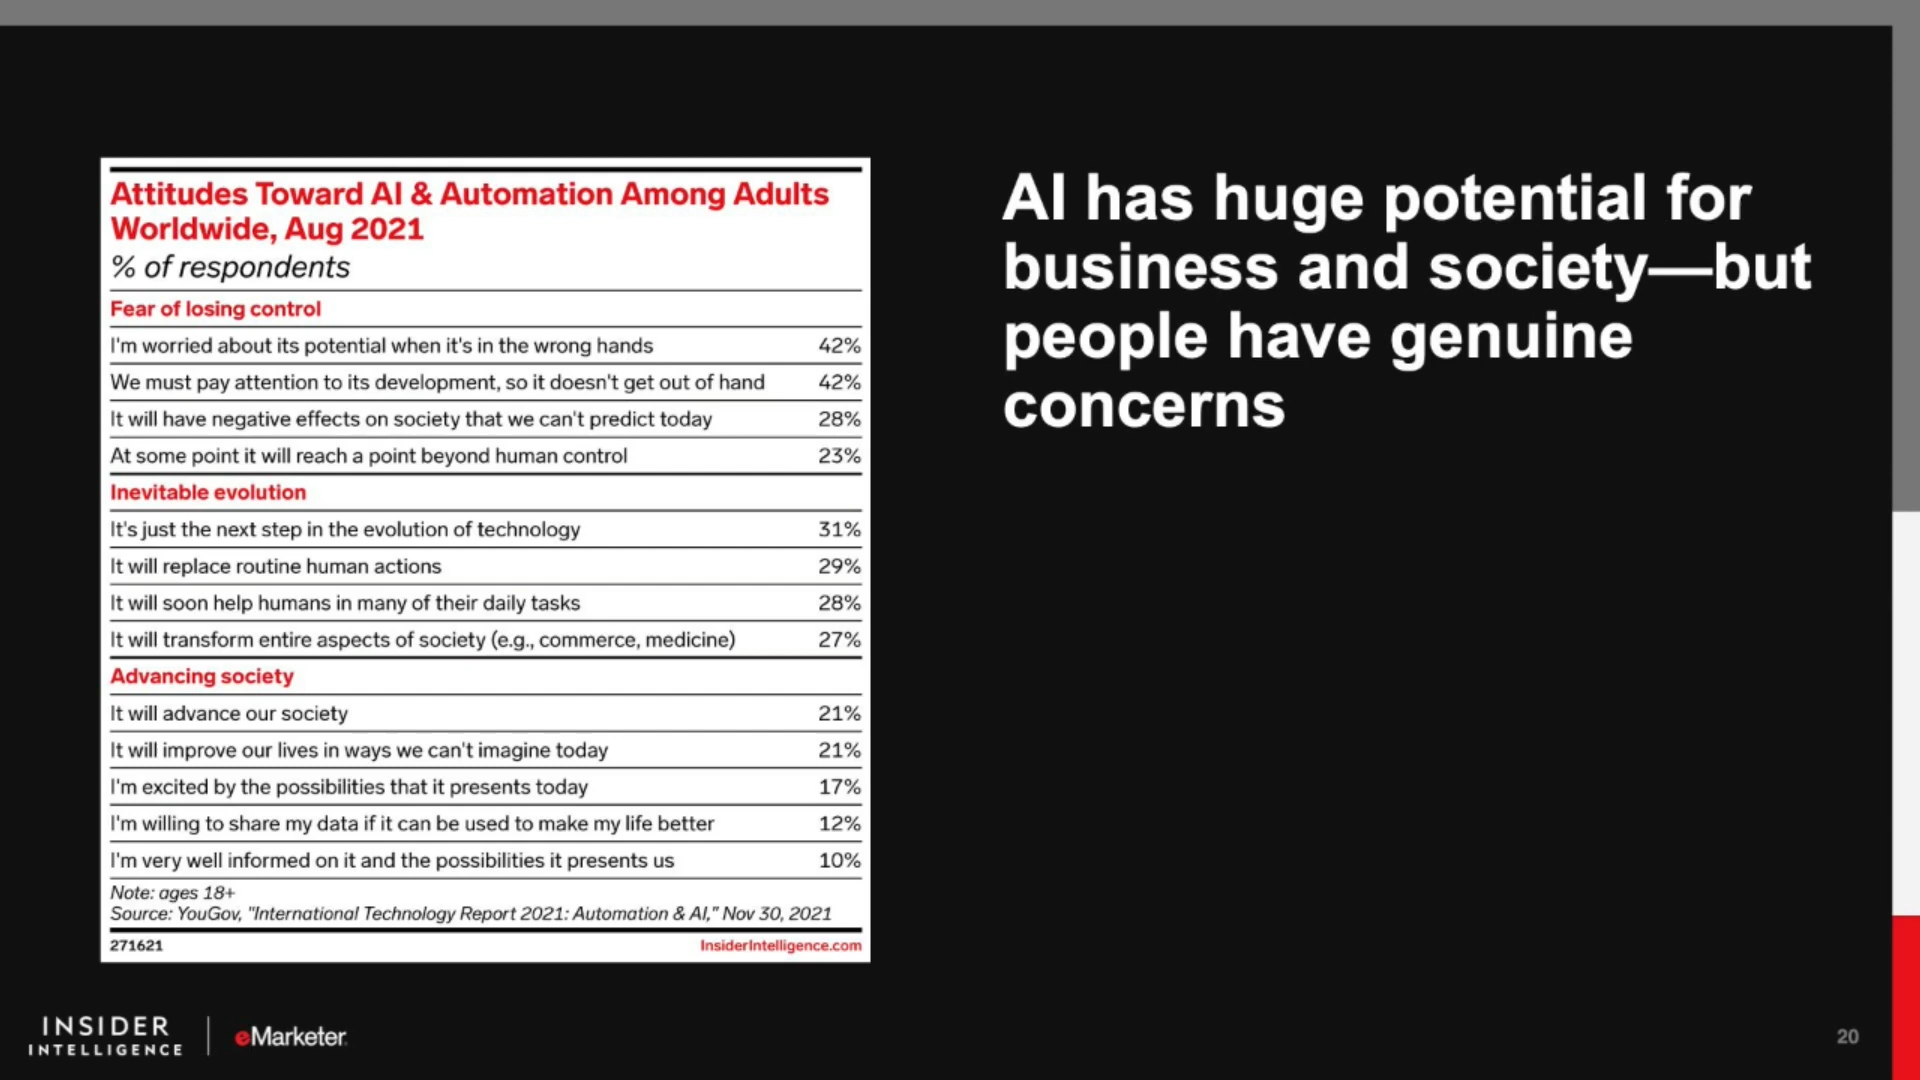 Attitudes Toward AI & Automation Among Adults
Worldwide, Aug 2021
% of respondents
Fear of losing control
I'm worried about its potential when it's in the wrong hands 42%
We must pay attention to its development, so it doesn't get out of hand 42%
It will have negative effects on society that we can't predict today 28%
At some point it will reach a point beyond human control 23%
Inevitable evolution
It's just the next step in the evolution of technology 31%
It will replace routine human actions 29%
It will soon help humans in many of their daily tasks 28%
It will transform entire aspects of society (e.g., commerce, medicine) 27%
Advancing society
It will advance our society 21%
It will improve our lives in ways we can't imagine today 21%
I'm excited by the possibilities that it presents today 17%
I'm willing to share my data if it can be used to make my life better 12%
I'm very well informed on it and the possibilities it presents us 10%
Note: ages 18+
Source: YouGov, "International Technology Report 2021: Automation & AI," Nov 30, 2021
271621 InsiderIntelligence.com
AI has huge potential for
business and society—but
people have genuine
concerns
INSIDER
INTELLIGENCE
eMarketer
20